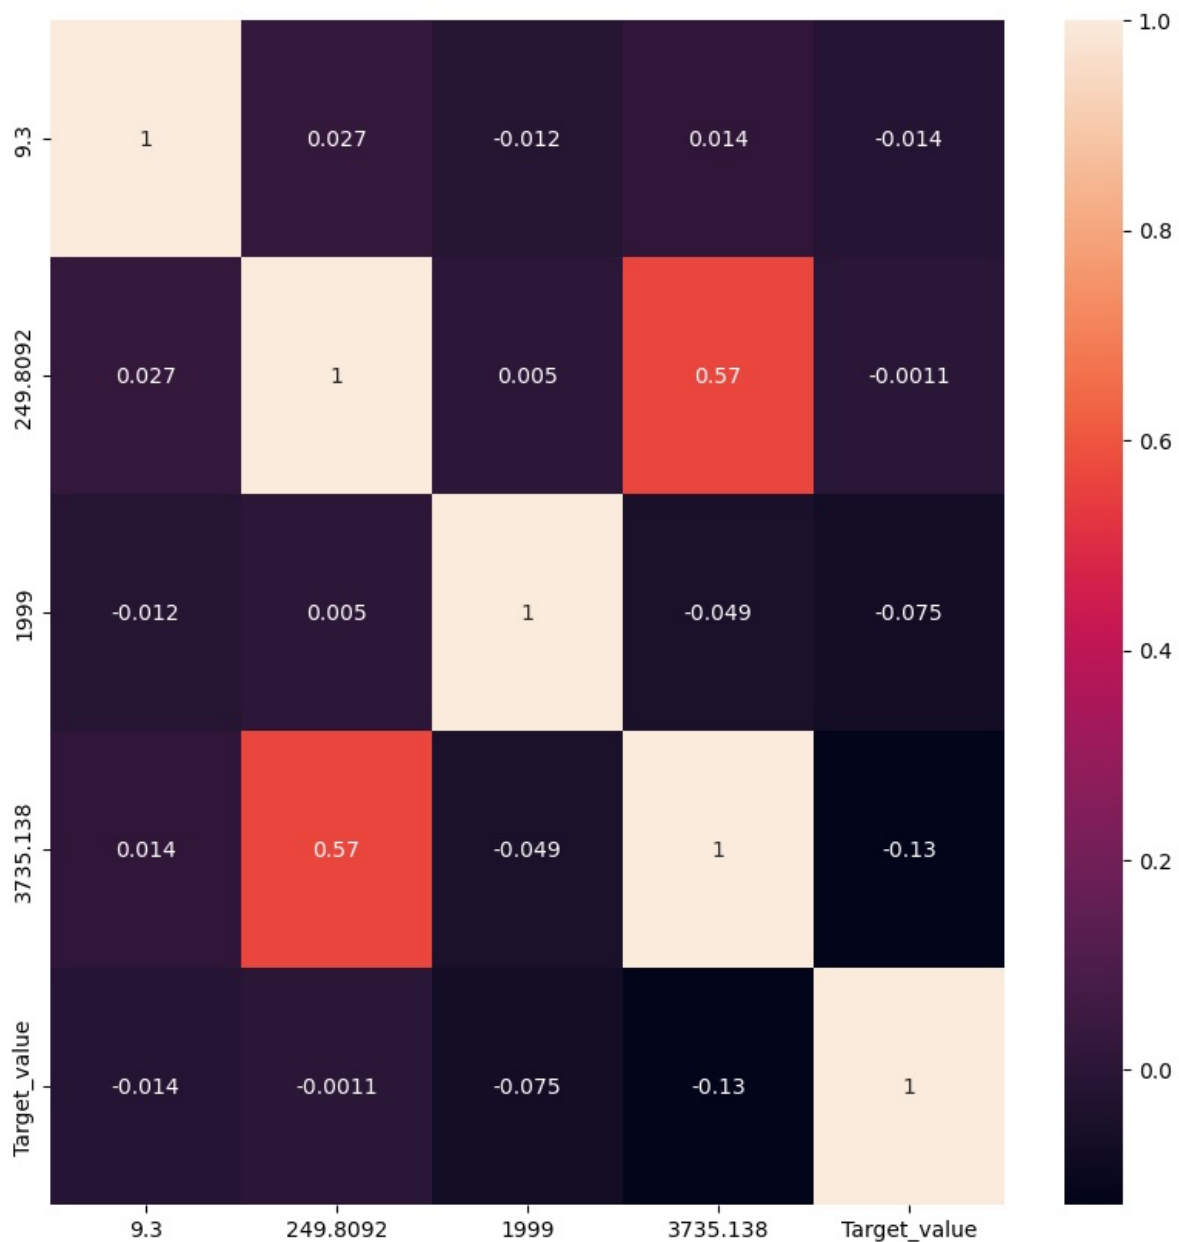 1.0
9.3 1 0.027 -0.012 0.014 -0.014
0.8
249.8092 0.027 1 0.005 0.57 -0.0011
0.6
1999 -0.012 0.005 1 -0.049 -0.075
0.4
3735.138 0.014 0.57 -0.049 1 -0.13
0.2
Target_value -0.014 -0.0011 -0.075 -0.13 1
0.0
9.3 249.8092 1999 3735.138 Target_value